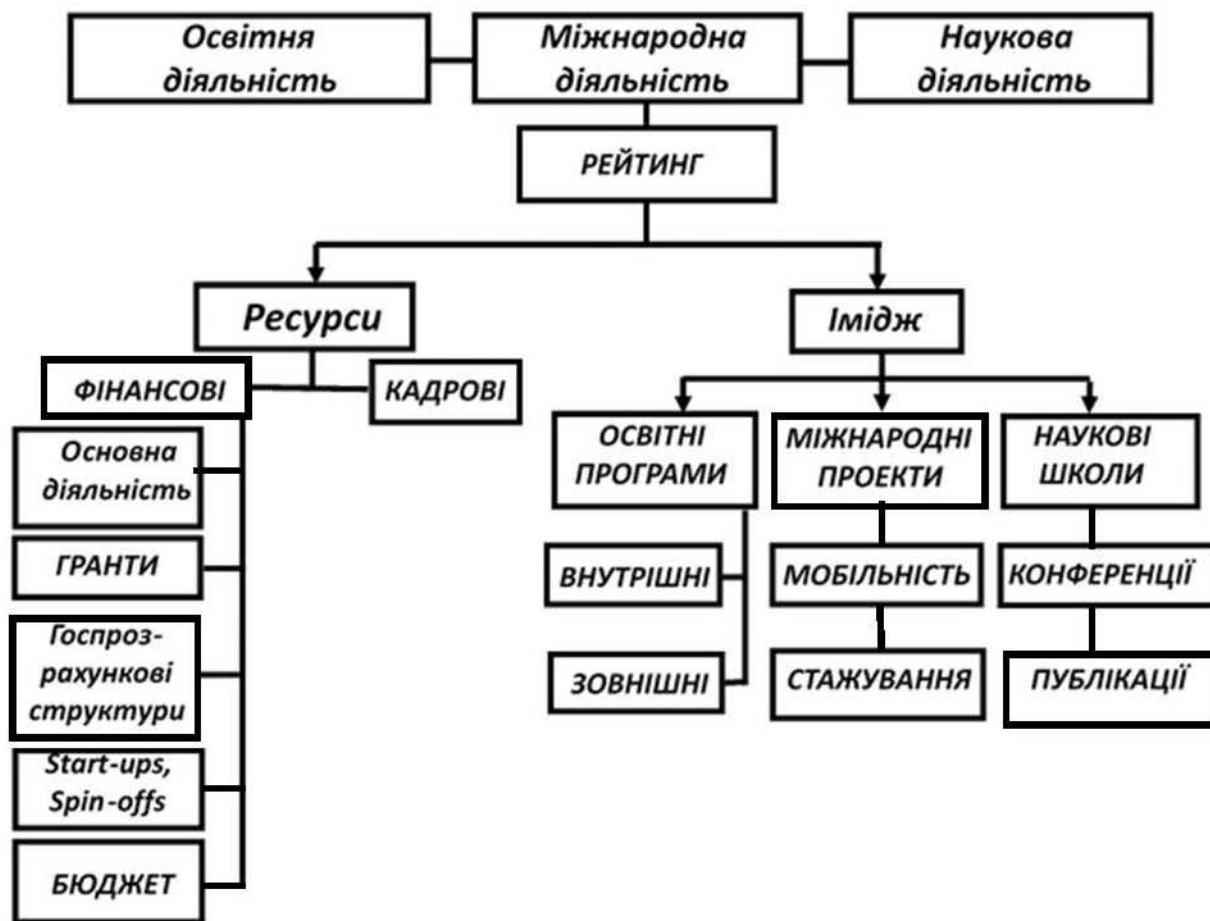 Освітня
діяльність
Міжнародна
діяльність
Наукова
діяльність
РЕЙТИНГ
Ресурси
Імідж
ФІНАНСОВІ
КАДРОВІ
Основна
діяльність
ГРАНТИ
Госпроз-
рахункові
структури
Start-ups,
Spin-offs
БЮДЖЕТ
ОСВІТНІ
ПРОГРАМИ
ВНУТРІШНІ
ЗОВНІШНІ
МІЖНАРОДНІ
ПРОЕКТИ
МОБІЛЬНІСТЬ
СТАЖУВАННЯ
НАУКОВІ
ШКОЛИ
КОНФЕРЕНЦІЇ
ПУБЛІКАЦІЇ